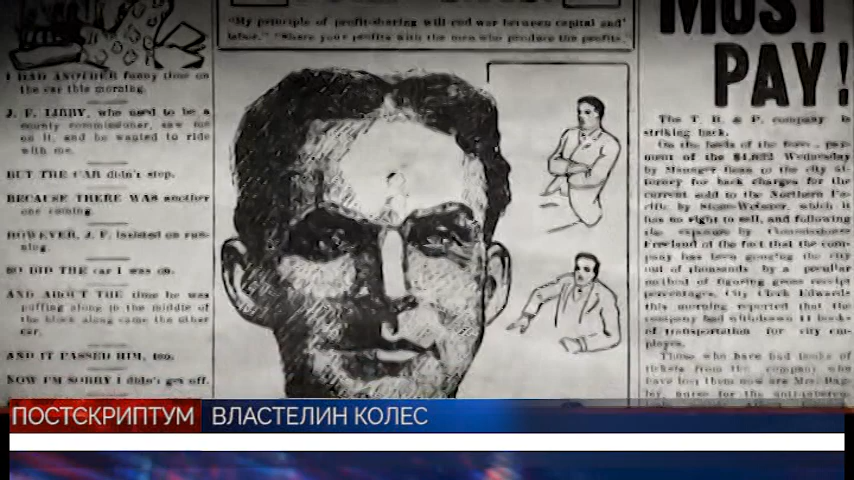 "My principle of profit-sharing will end war between capital and
labor." "Share your profits with the men who produce the profits.
I HAD ANOTHER funny time on
the car this morning.
J. F. LIBBY, who used to be a
county commissioner, saw me
on it, and he wanted to ride
with me.
BUT THE CAR didn't stop.
BECAUSE THERE WAS another
one coming.
HOWEVER, J. F. insisted on run-
ning.
SO DID THE car I was on.
AND ABOUT THE time he was
puffing along in the middle of
the block along came the other
car.
AND IT PASSED HIM, too.
NOW I'M SORRY I didn't get off.
MUST
PAY!
The T. R. & P. company is
striking back.
On the heels of the pay-
ment of the Wednesday
by Manager to the city at-
torney for back charges for the
current sold to the Northern Pa-
cific by Stone-Webster, which it
has no right to sell, and following
the exposure by Commissioner
Freeland of the fact that the com-
pany has been gouging the city
out of thousands by a peculiar
method of figuring gross receipt
percentages, City Clerk Edwards
this morning reported that the
company had withdrawn 11 books
of transportation for city em-
ployes.
Those who have had books of
tickets from the company who
have lost them now are Mrs. Bag-
ley, nurse for the
ПОСТСКРИПТУМ ВЛАСТЕЛИН КОЛЕС